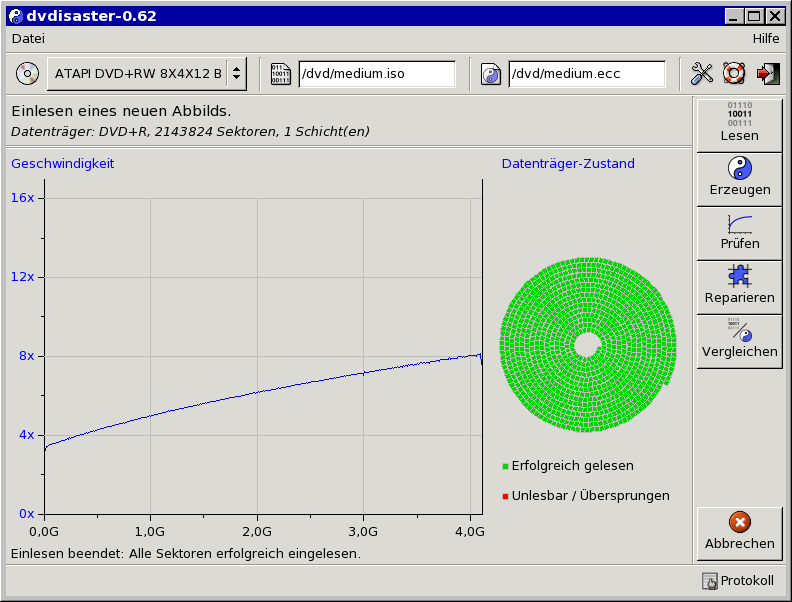 dvdisaster-0.62
Datei
Hilfe
ATAPI DVD+RW 8X4X12 B
/dvd/medium.iso
/dvd/medium.ecc
Einlesen eines neuen Abbilds.
Datenträger: DVD+R, 2143824 Sektoren, 1 Schicht(en)
Geschwindigkeit
16x
12x
8x
4x
0x
0,0G
1,0G
2,0G
3,0G
4,0G
Datenträger-Zustand
Erfolgreich gelesen
Unlesbar / Übersprungen
Einlesen beendet: Alle Sektoren erfolgreich eingelesen.
01110
10011
00111
Lesen
Erzeugen
Prüfen
Reparieren
Vergleichen
Abbrechen
Protokoll